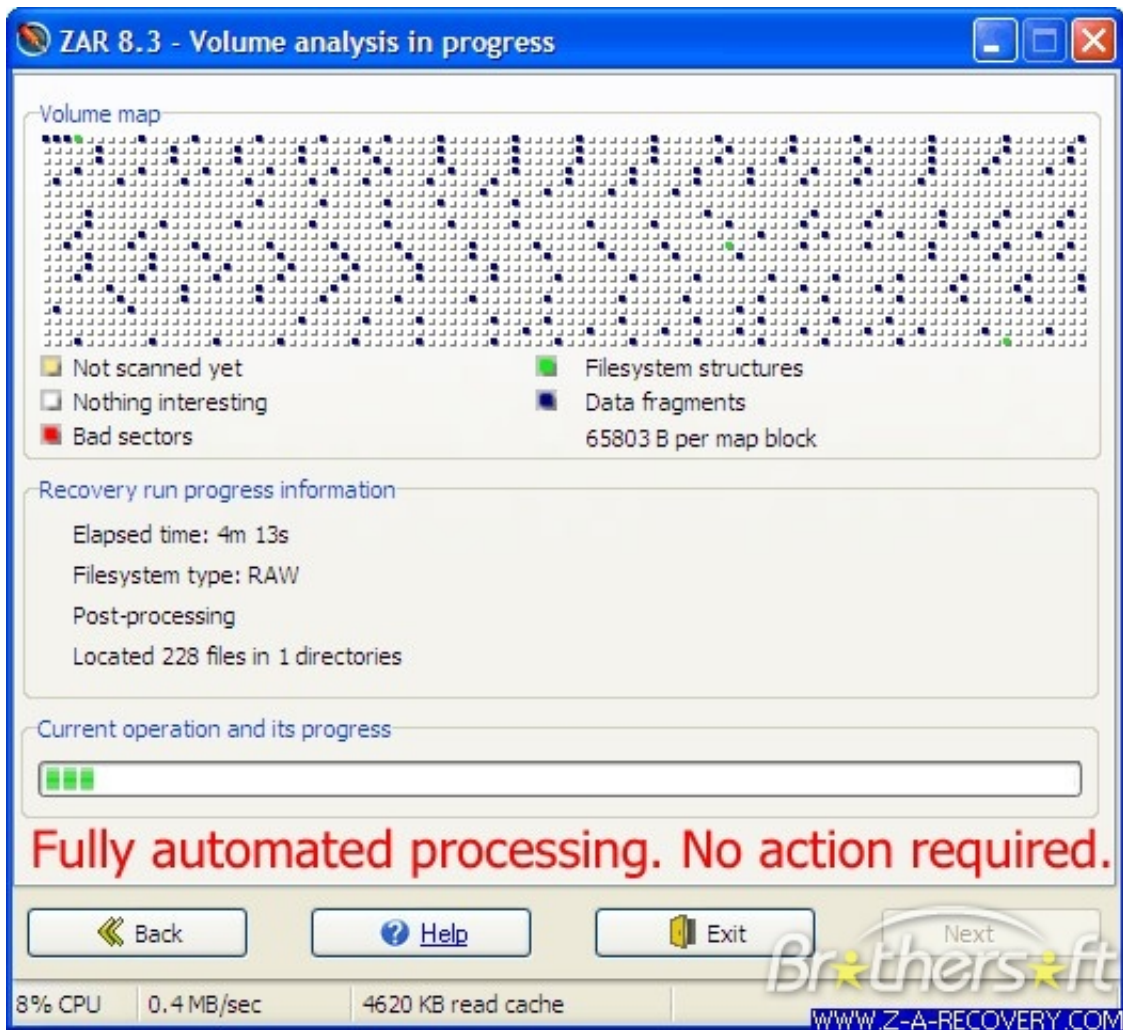 ZAR 8.3 - Volume analysis in progress
Volume map
Not scanned yet
Filesystem structures
Nothing interesting
Data fragments
Bad sectors
65803 B per map block
Recovery run progress information
Elapsed time: 4m 13s
Filesystem type: RAW
Post-processing
Located 228 files in 1 directories
Current operation and its progress
Fully automated processing. No action required.
Back Help Exit Next
Brothersoft
8% CPU 0.4 MB/sec 4620 KB read cache
WWW.Z-A-RECOVERY.COM